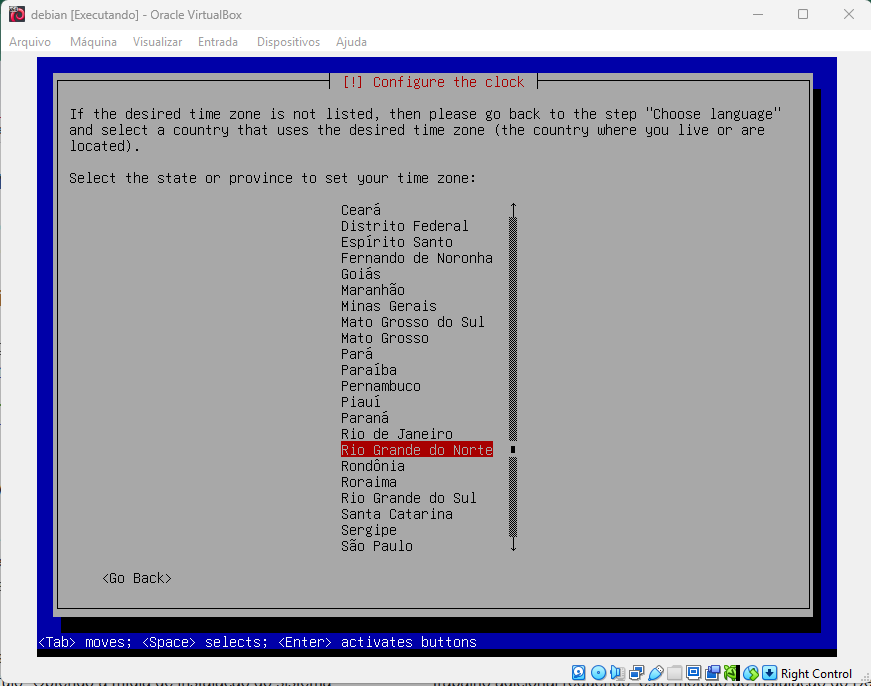 debian [Executando] - Oracle VirtualBox
Arquivo Máquina Visualizar Entrada Dispositivos Ajuda
[!] Configure the clock
If the desired time zone is not listed, then please go back to the step "Choose language"
and select a country that uses the desired time zone (the country where you live or are
located).
Select the state or province to set your time zone:
Ceará
Distrito Federal
Espírito Santo
Fernando de Noronha
Goiás
Maranhão
Minas Gerais
Mato Grosso do Sul
Mato Grosso
Pará
Paraíba
Pernambuco
Piauí
Paraná
Rio de Janeiro
Rio Grande do Norte
Rondônia
Roraima
Rio Grande do Sul
Santa Catarina
Sergipe
São Paulo
<Go Back>
<Tab> moves; <Space> selects; <Enter> activates buttons
Right Control